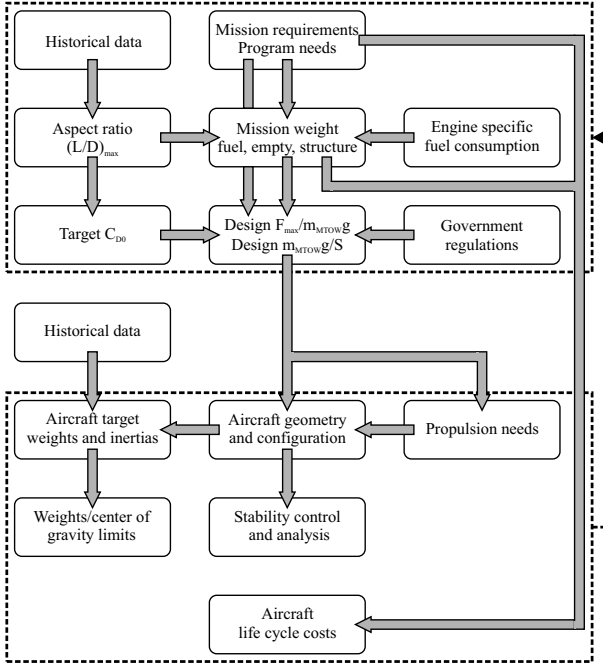 Historical data
Mission requirements
Program needs
Aspect ratio
(L/D)max
Mission weight
fuel, empty, structure
Engine specific
fuel consumption
Target CD0
Design Fmax/mMTOWg
Design mMTOWg/S
Government
regulations
Historical data
Aircraft target
weights and inertias
Aircraft geometry
and configuration
Propulsion needs
Weights/center of
gravity limits
Stability control
and analysis
Aircraft
life cycle costs